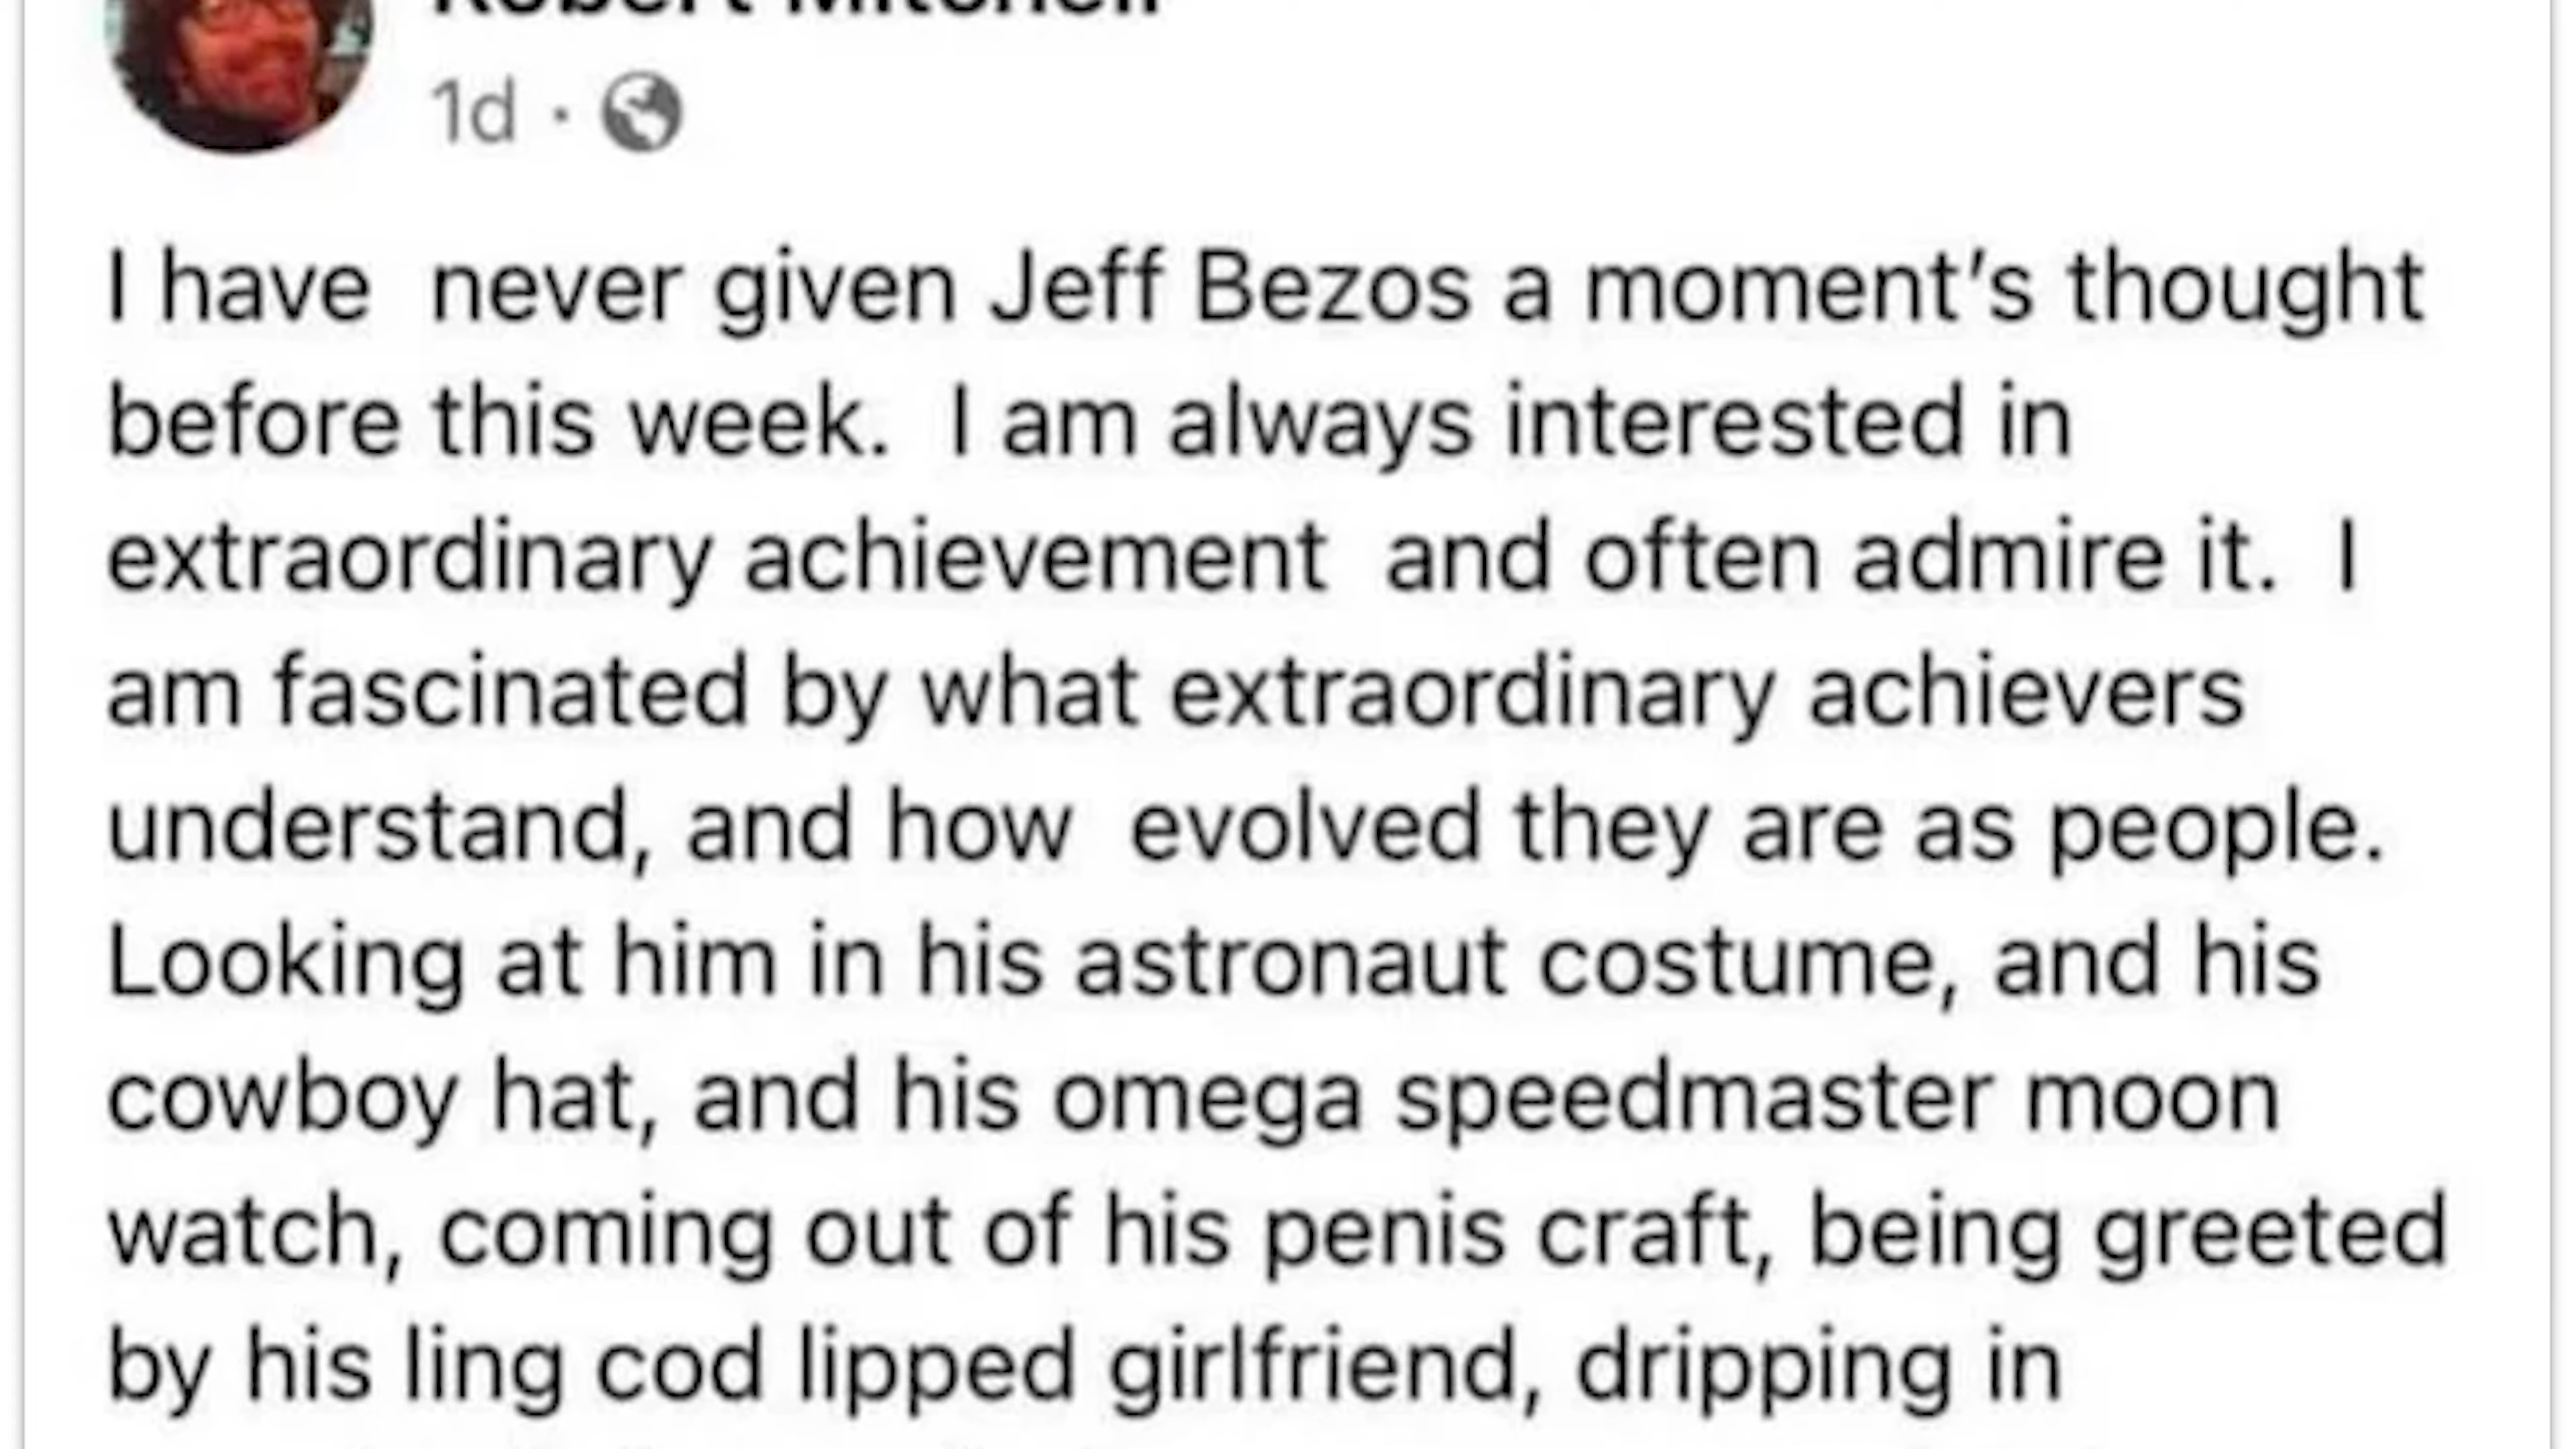 Robert Mitchell
1d ·
I have  never given Jeff Bezos a moment's thought
before this week.  I am always interested in
extraordinary achievement  and often admire it.  I
am fascinated by what extraordinary achievers
understand, and how  evolved they are as people.
Looking at him in his astronaut costume, and his
cowboy hat, and his omega speedmaster moon
watch, coming out of his penis craft, being greeted
by his ling cod lipped girlfriend, dripping in